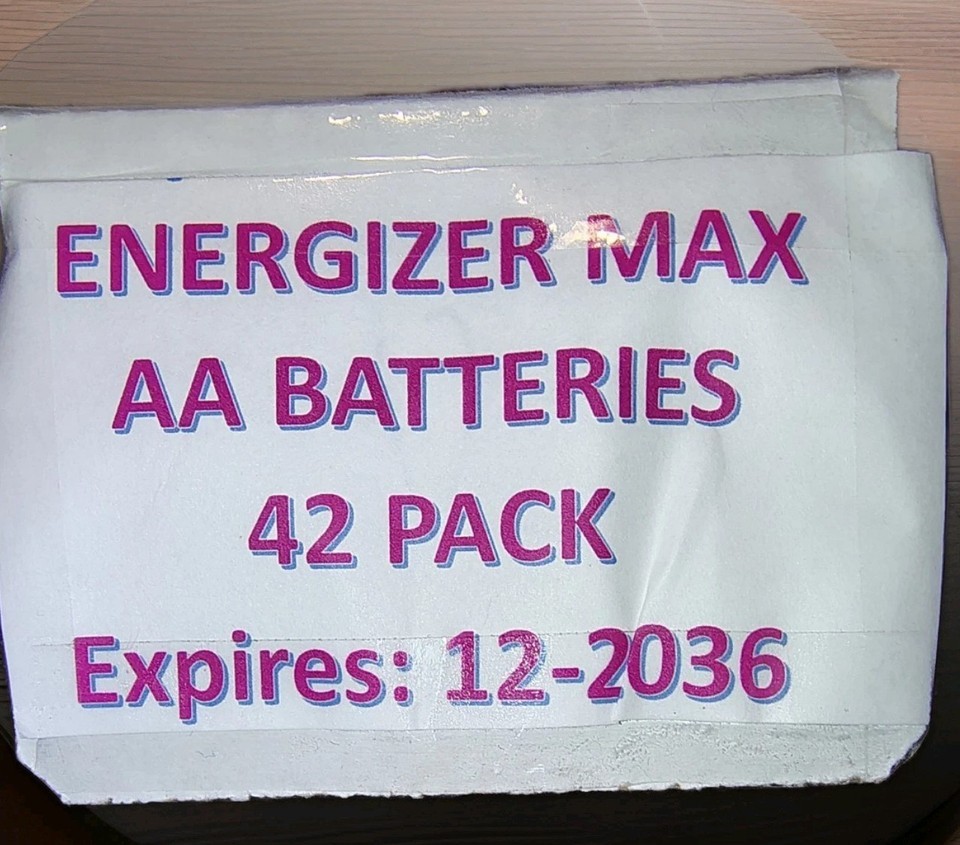 ENERGIZER MAX
AA BATTERIES
42 PACK
Expires: 12-2036